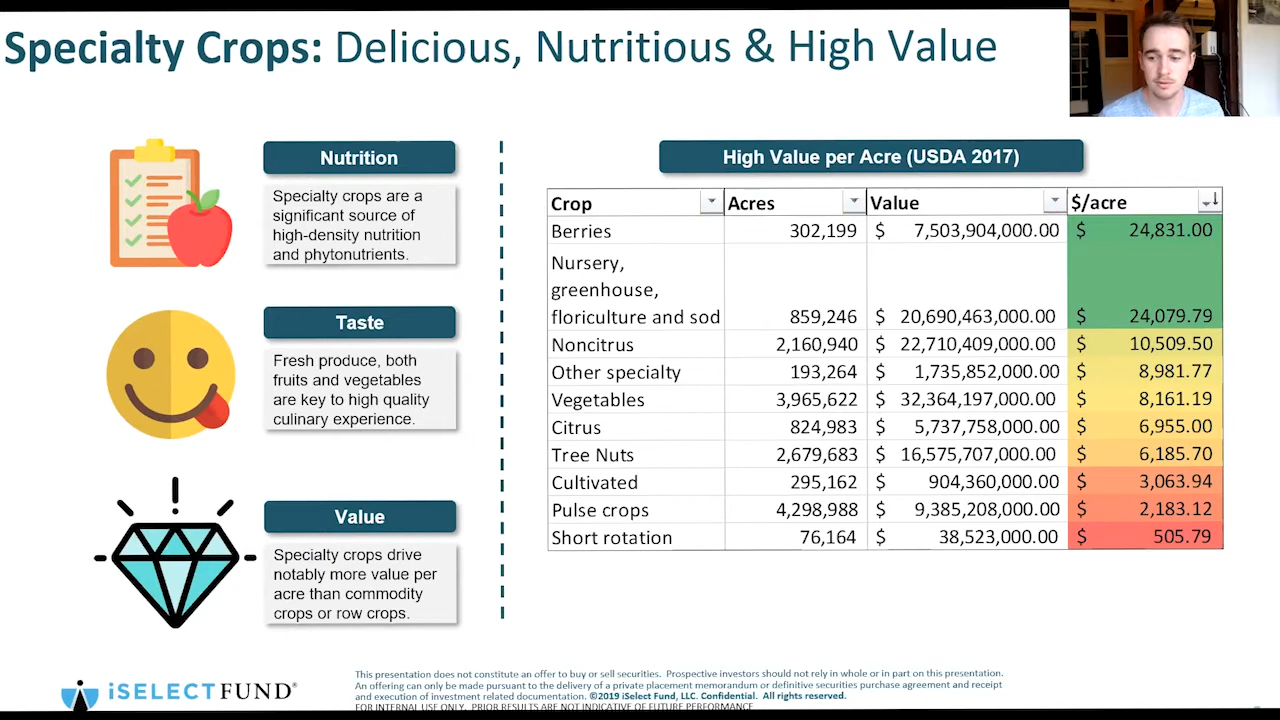 Specialty Crops: Delicious, Nutritious & High Value
Nutrition
Specialty crops are a
significant source of
high-density nutrition
and phytonutrients.
Taste
Fresh produce, both
fruits and vegetables
are key to high quality
culinary experience.
Value
Specialty crops drive
notably more value per
acre than commodity
crops or row crops.
High Value per Acre (USDA 2017)
Crop Acres Value $/acre
Berries 302,199 $ 7,503,904,000.00 $ 24,831.00
Nursery,
greenhouse,
floriculture and sod 859,246 $ 20,690,463,000.00 $ 24,079.79
Noncitrus 2,160,940 $ 22,710,409,000.00 $ 10,509.50
Other specialty 193,264 $ 1,735,852,000.00 $ 8,981.77
Vegetables 3,965,622 $ 32,364,197,000.00 $ 8,161.19
Citrus 824,983 $ 5,737,758,000.00 $ 6,955.00
Tree Nuts 2,679,683 $ 16,575,707,000.00 $ 6,185.70
Cultivated 295,162 $ 904,360,000.00 $ 3,063.94
Pulse crops 4,298,988 $ 9,385,208,000.00 $ 2,183.12
Short rotation 76,164 $ 38,523,000.00 $ 505.79
iSELECTFUND®
This presentation does not constitute an offer to buy or sell securities. Prospective investors should not rely in whole or in part on this presentation.
An offering can only be made pursuant to the delivery of a private placement memorandum or definitive securities purchase agreement and receipt
and execution of investment related documentation. ©2019 iSelect Fund, LLC. Confidential. All rights reserved.
FOR INTERNAL USE ONLY. PRIOR RESULTS ARE NOT INDICATIVE OF FUTURE PERFORMANCE